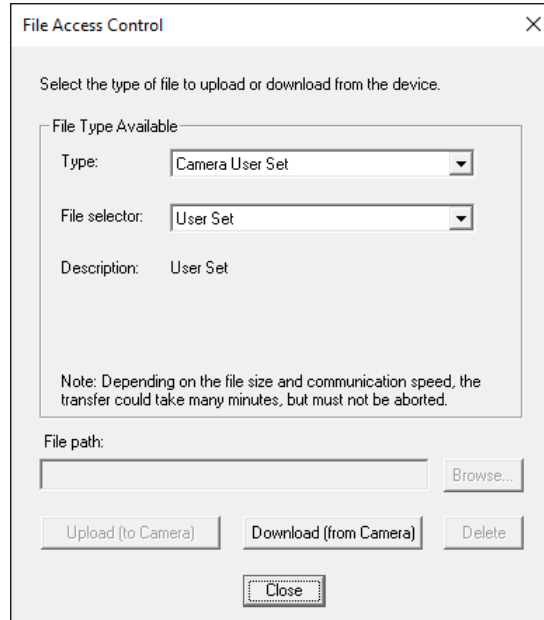 File Access Control
Select the type of file to upload or download from the device.
File Type Available
Type: Camera User Set
File selector: User Set
Description: User Set
Note: Depending on the file size and communication speed, the
transfer could take many minutes, but must not be aborted.
File path:
Browse...
Upload (to Camera) Download (from Camera) Delete
Close